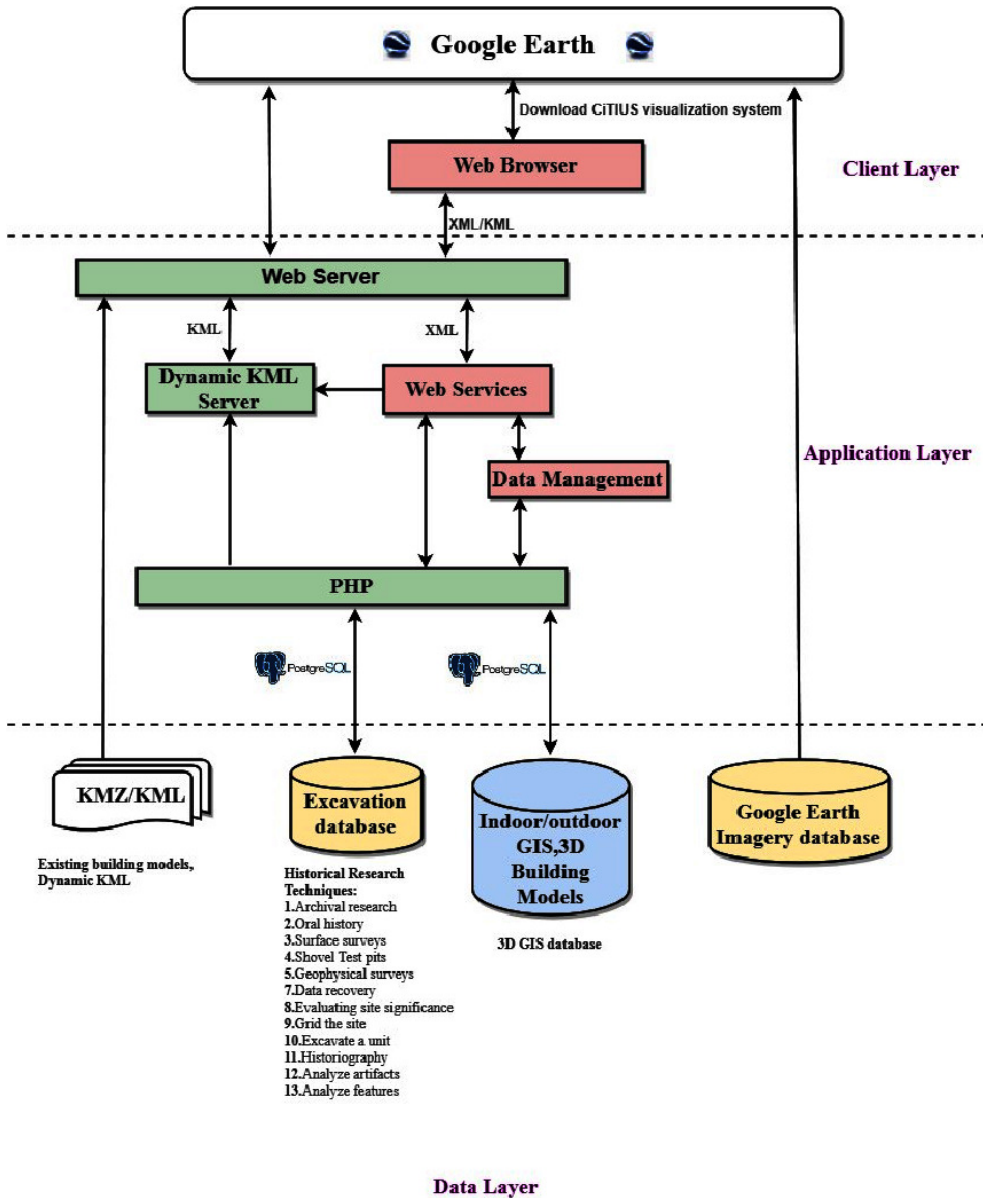 Google Earth
Download CiTIUS visualization system
Web Browser
Client Layer
XML/KML
Web Server
KML
XML
Dynamic KML
Server
Web Services
Application Layer
Data Management
PHP
PostgreSQL
PostgreSQL
KMZ/KML
Existing building models,
Dynamic KML
Excavation
database
Historical Research
Techniques:
1.Archival research
2.Oral history
3.Surface surveys
4.Shovel Test pits
5.Geophysical surveys
7.Data recovery
8.Evaluating site significance
9.Grid the site
10.Excavate a unit
11.Historiography
12.Analyze artifacts
13.Analyze features
Indoor/outdoor
GIS,3D
Building
Models
3D GIS database
Google Earth
Imagery database
Data Layer